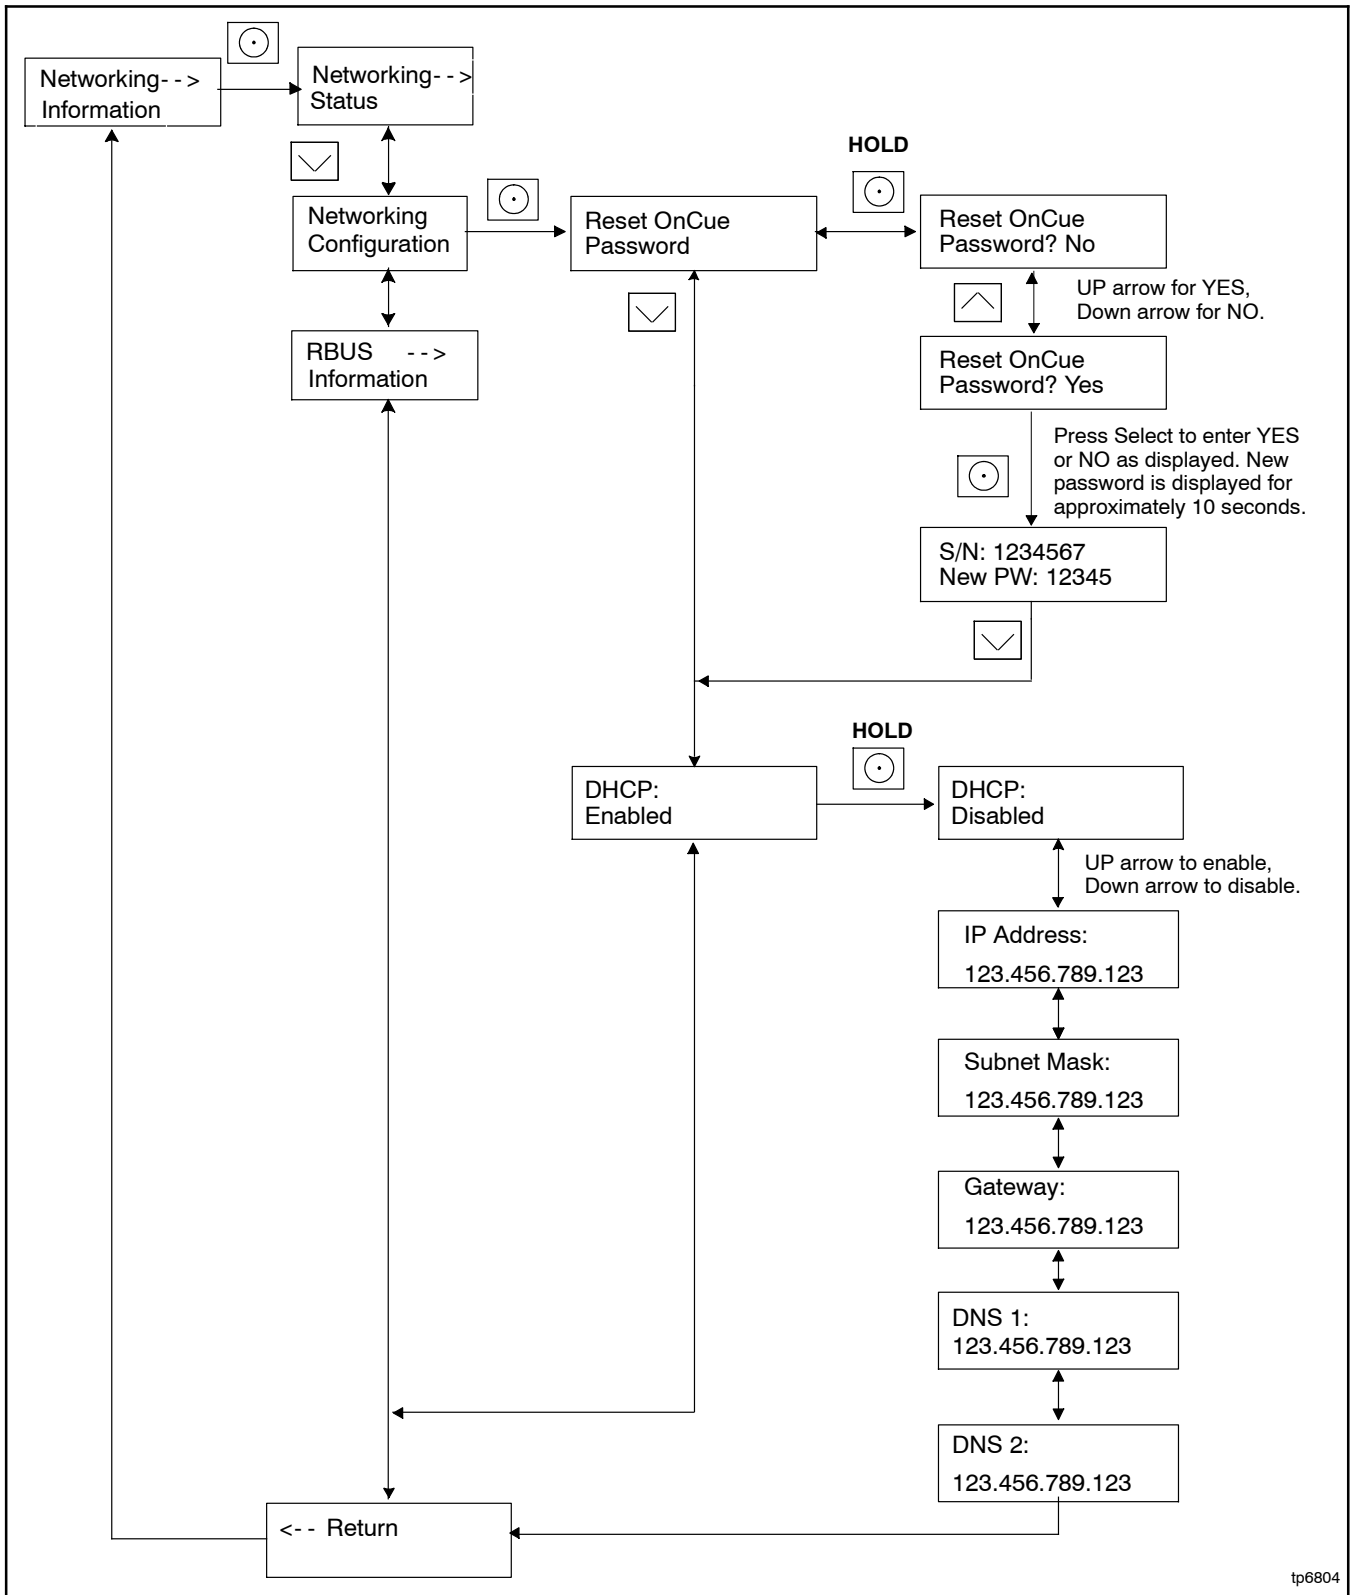 Networking- - >
Information
Networking- - >
Status
Networking
Configuration
RBUS - - >
Information
Reset OnCue
Password
HOLD
Reset OnCue
Password? No
UP arrow for YES,
Down arrow for NO.
Reset OnCue
Password? Yes
Press Select to enter YES
or NO as displayed. New
password is displayed for
approximately 10 seconds.
S/N: 1234567
New PW: 12345
DHCP:
Enabled
HOLD
DHCP:
Disabled
UP arrow to enable,
Down arrow to disable.
IP Address:
123.456.789.123
Subnet Mask:
123.456.789.123
Gateway:
123.456.789.123
DNS 1:
123.456.789.123
DNS 2:
123.456.789.123
<- - Return
tp6804